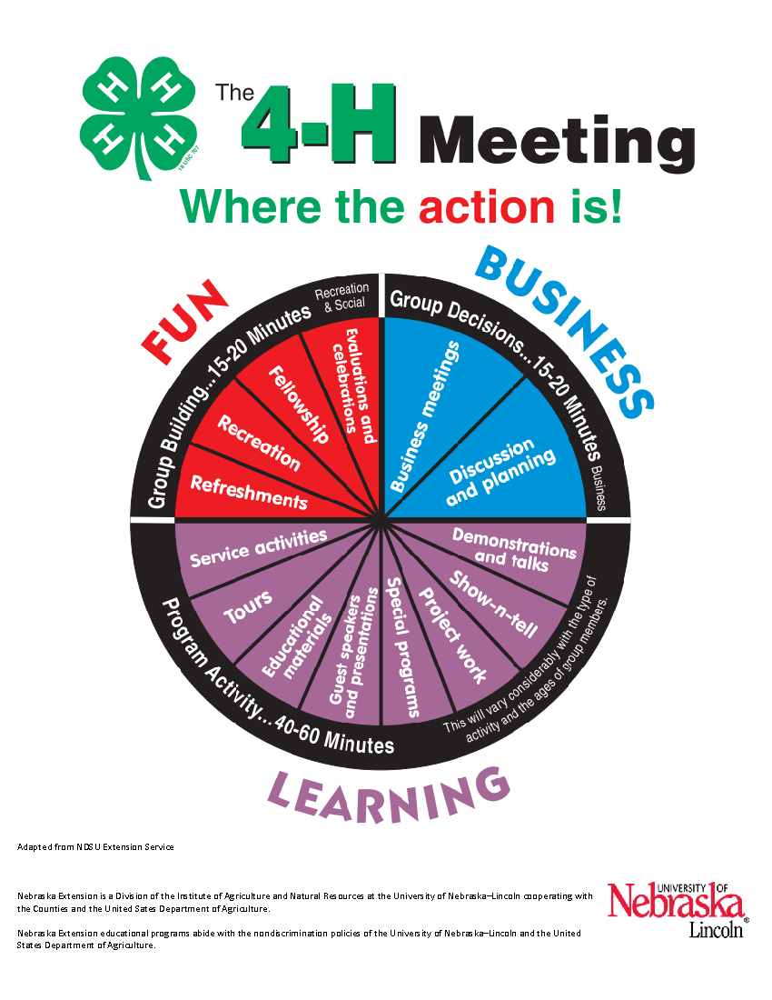 H H
H H
18 USC 707
The 4-H Meeting
Where the action is!
FUN
BUSINESS
LEARNING
Group Building...15-20 Minutes
Recreation
& Social
Group Decisions...15-20 Minutes
Business
Program Activity...40-60 Minutes
This will vary considerably with the type of
activity and the ages of group members.
Refreshments
Recreation
Fellowship
Evaluations and
celebrations
Business meetings
Discussion
and planning
Demonstrations
and talks
Show-n-tell
Project work
Special programs
Guest speakers
and presentations
Educational
materials
Tours
Service activities
Adapted from NDSU Extension Service
Nebraska Extension is a Division of the Institute of Agriculture and Natural Resources at the University of Nebraska–Lincoln cooperating with
the Counties and the United Sates Department of Agriculture.
Nebraska Extension educational programs abide with the nondiscrimination policies of the University of Nebraska–Lincoln and the United
States Department of Agriculture.
UNIVERSITY OF
Nebraska
Lincoln®